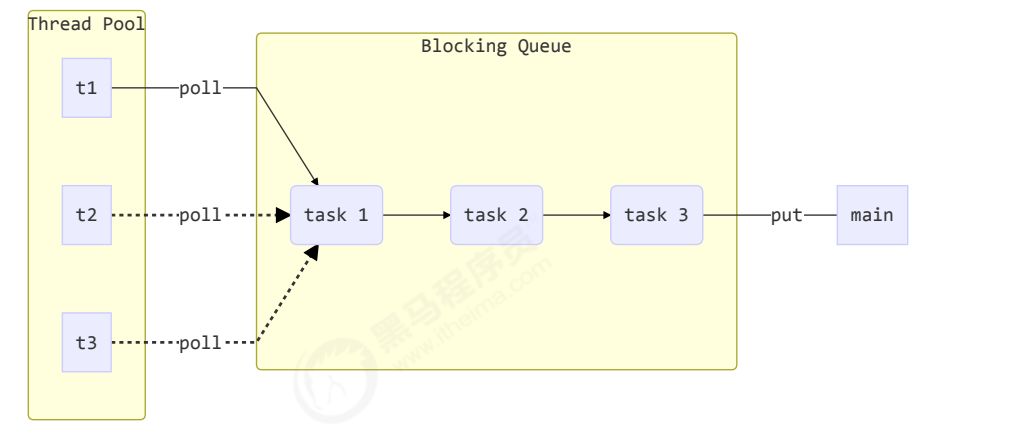 Thread Pool
Blocking Queue
t1
poll
t2
poll
task 1
task 2
task 3
put
main
t3
poll
黑马程序员
www.itheima.com